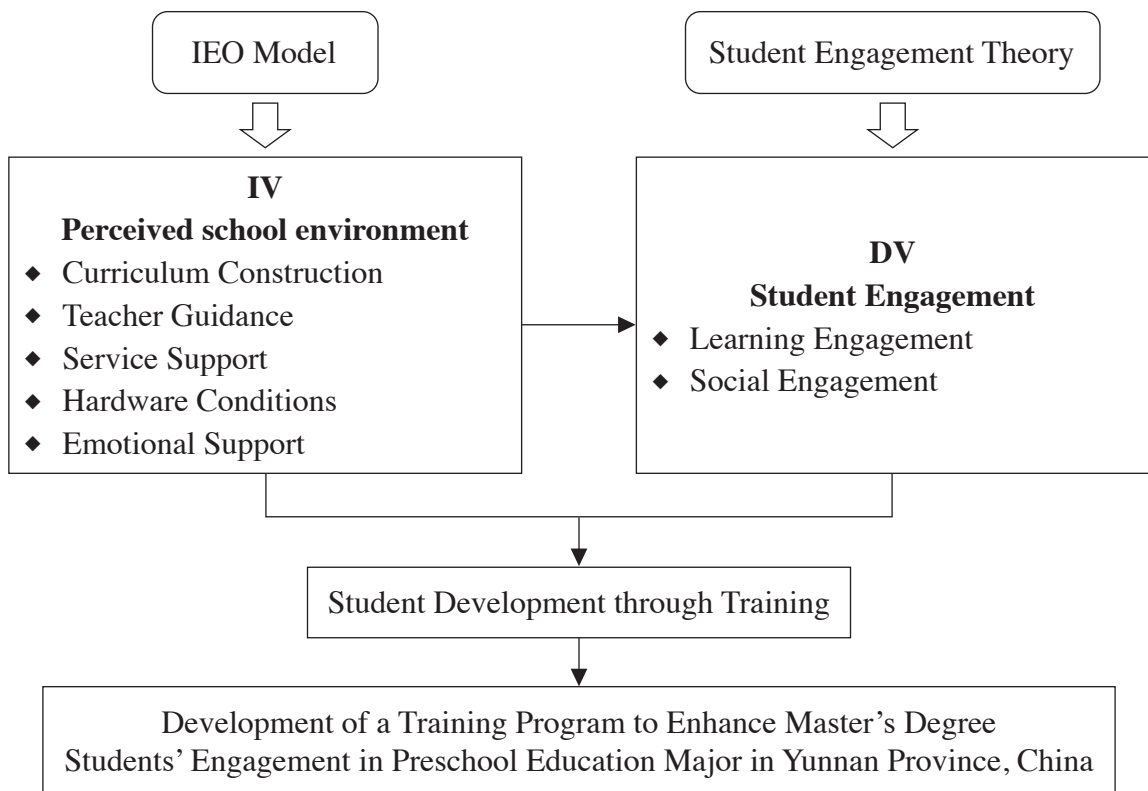 IEO Model
Student Engagement Theory
IV
Perceived school environment
◆ Curriculum Construction
◆ Teacher Guidance
◆ Service Support
◆ Hardware Conditions
◆ Emotional Support
DV
Student Engagement
◆ Learning Engagement
◆ Social Engagement
Student Development through Training
Development of a Training Program to Enhance Master’s Degree
Students’ Engagement in Preschool Education Major in Yunnan Province, China